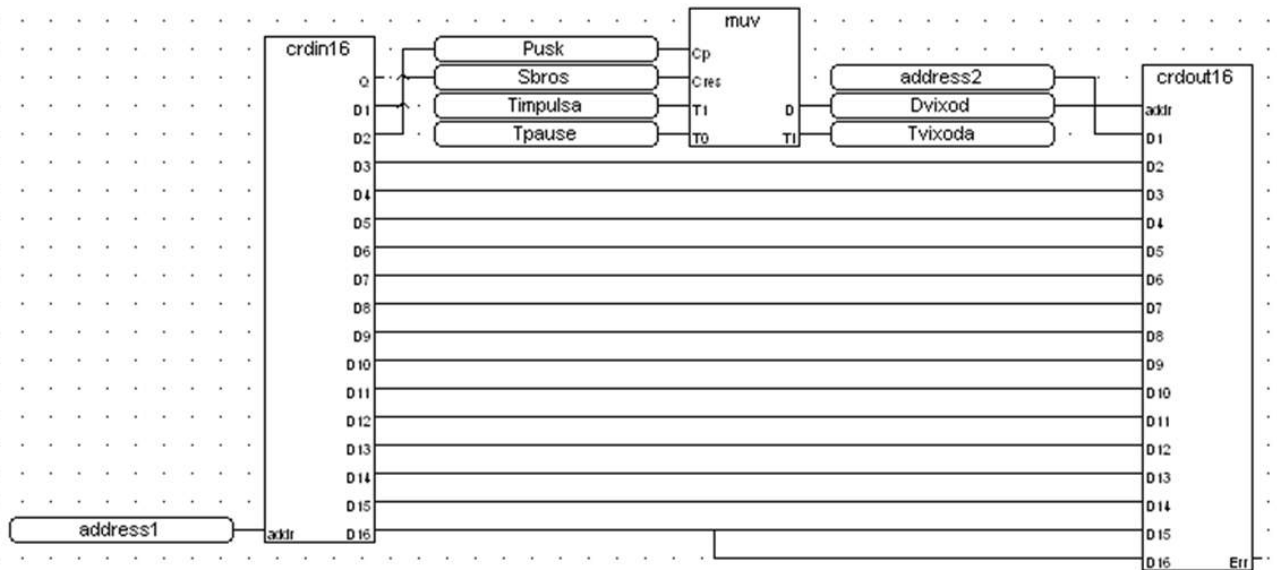 muv
crdin16
Pusk
Cp
Q
Sbros
Cres
address2
crdout16
D1
Timpulsa
T1
D
Dvixod
addr
D2
Tpause
T0
TI
Tvixoda
D1
D3
D2
D4
D3
D5
D4
D6
D5
D7
D6
D8
D7
D9
D8
D10
D9
D11
D10
D12
D11
D13
D12
D14
D13
D15
D14
address1
addr
D16
D15
D16
Err